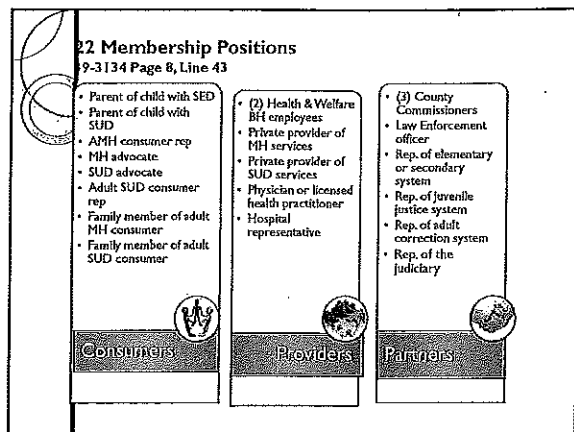 22 Membership Positions
39-3134 Page 8, Line 43
• Parent of child with SED
• Parent of child with
SUD
• AMH consumer rep
• MH advocate
• SUD advocate
• Adult SUD consumer
rep
• Family member of adult
MH consumer
• Family member of adult
SUD consumer
Consumers
• (2) Health & Welfare
BH employees
• Private provider of
MH services
• Private provider of
SUD services
• Physician or licensed
health practitioner
• Hospital
representative
Providers
• (3) County
Commissioners
• Law Enforcement
officer
• Rep. of elementary
or secondary
system
• Rep. of juvenile
justice system
• Rep. of adult
correction system
• Rep. of the
judiciary
Partners